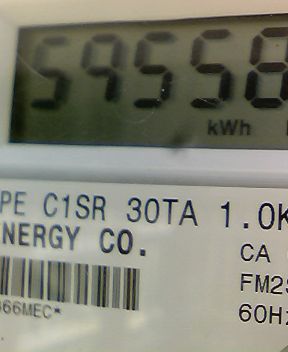 59558
kWh
PE C1SR 30TA 1.0K
NERGY CO.
CA
FM2S
60Hz
66MEC*